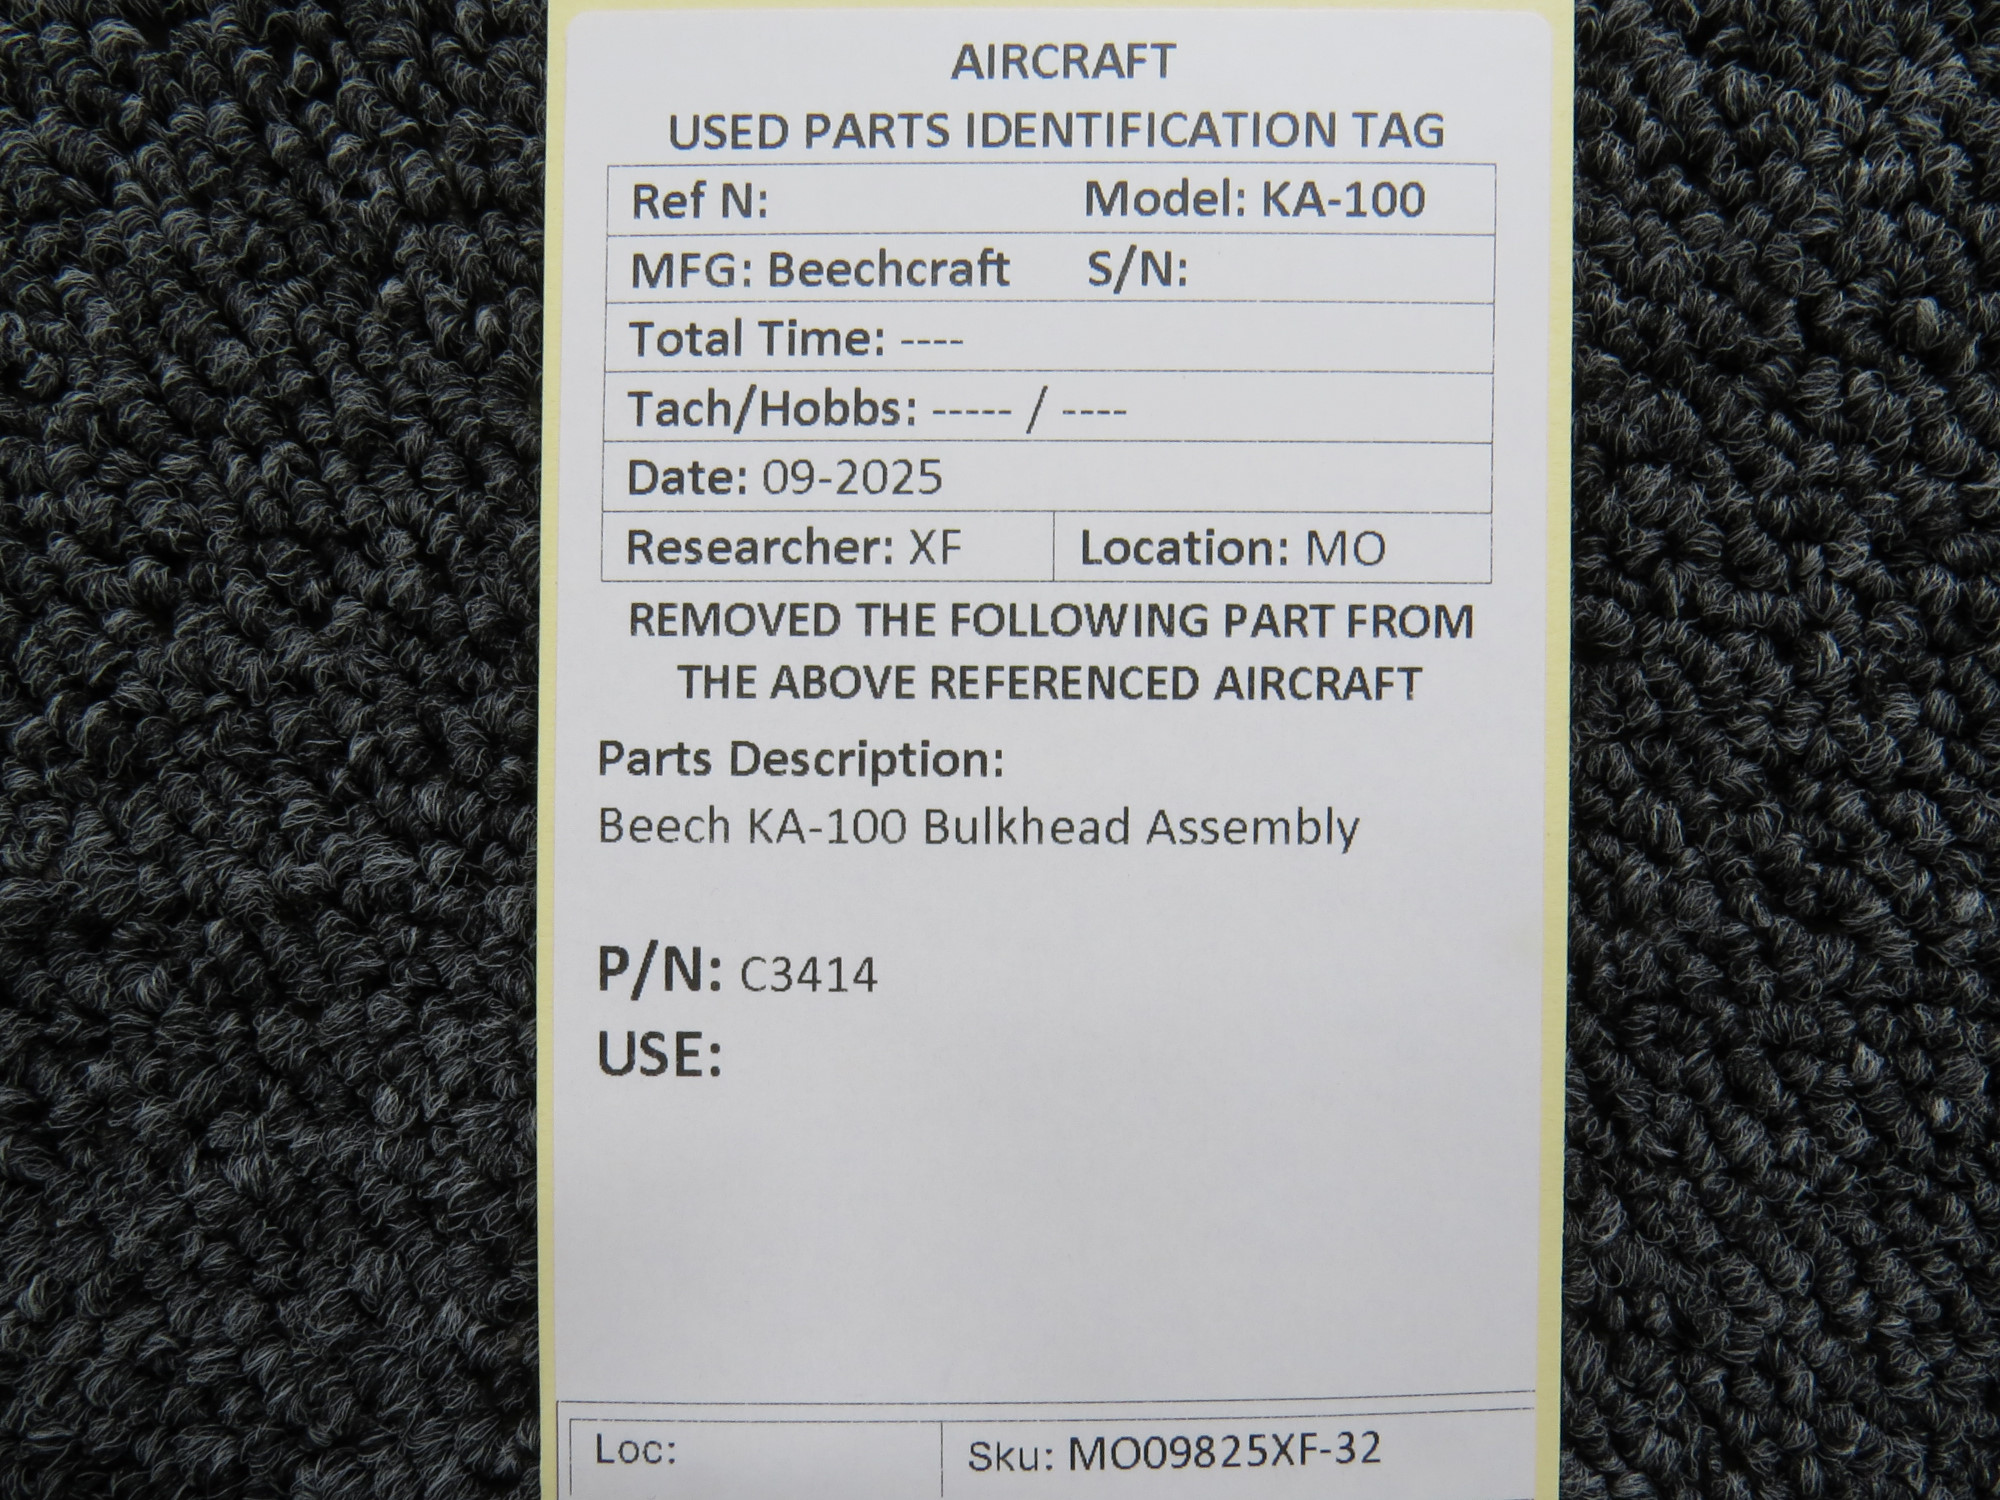 AIRCRAFT
USED PARTS IDENTIFICATION TAG
Ref N: Model: KA-100
MFG: Beechcraft S/N:
Total Time: ----
Tach/Hobbs: ----- / ----
Date: 09-2025
Researcher: XF Location: MO
REMOVED THE FOLLOWING PART FROM
THE ABOVE REFERENCED AIRCRAFT
Parts Description:
Beech KA-100 Bulkhead Assembly
P/N: C3414
USE:
Loc: Sku: MO09825XF-32